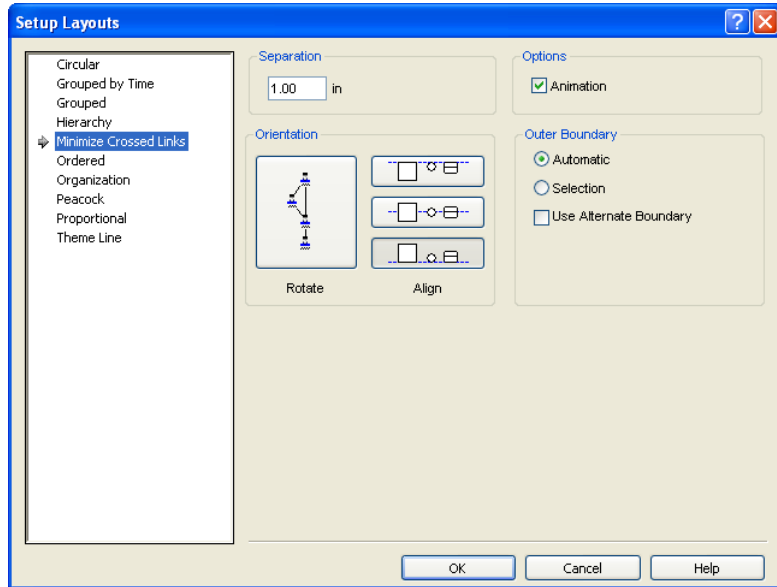 Setup Layouts
Circular
Grouped by Time
Grouped
Hierarchy
Minimize Crossed Links
Ordered
Organization
Peacock
Proportional
Theme Line
Separation
1.00 in
Options
Animation
Orientation
Rotate
Align
Outer Boundary
Automatic
Selection
Use Alternate Boundary
OK
Cancel
Help